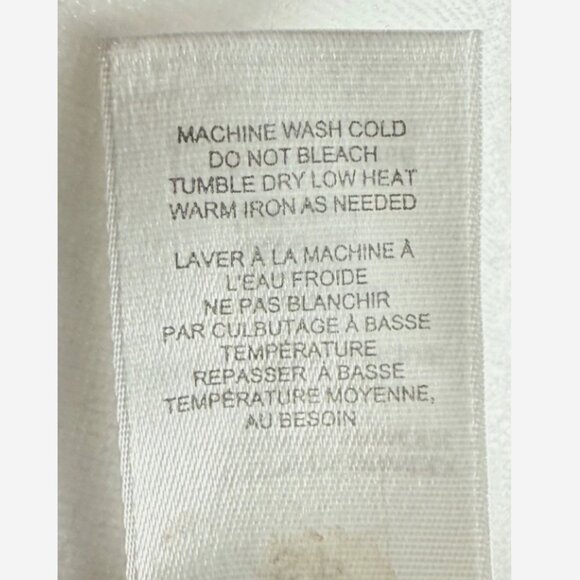 MACHINE WASH COLD
DO NOT BLEACH
TUMBLE DRY LOW HEAT
WARM IRON AS NEEDED
LAVER À LA MACHINE À
L'EAU FROIDE
NE PAS BLANCHIR
PAR CULBUTAGE À BASSE
TEMPÉRATURE
REPASSER À BASSE
TEMPÉRATURE MOYENNE,
AU BESOIN